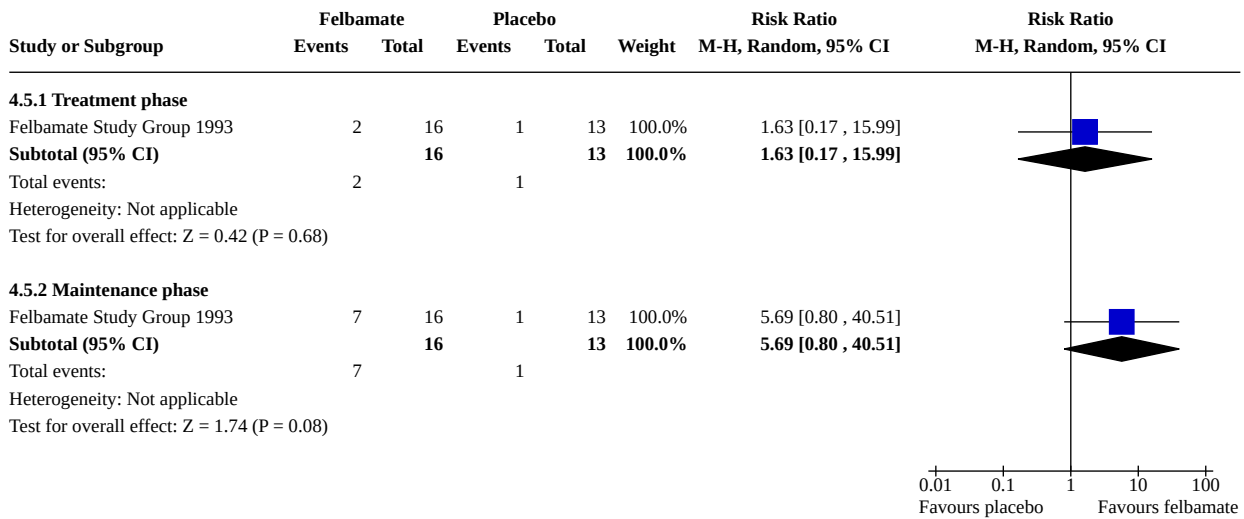 Felbamate Placebo Risk Ratio Risk Ratio
Study or Subgroup Events Total Events Total Weight M-H, Random, 95% CI M-H, Random, 95% CI
4.5.1 Treatment phase
Felbamate Study Group 1993 2 16 1 13 100.0% 1.63 [0.17 , 15.99]
Subtotal (95% CI) 16 13 100.0% 1.63 [0.17 , 15.99]
Total events: 2 1
Heterogeneity: Not applicable
Test for overall effect: Z = 0.42 (P = 0.68)
4.5.2 Maintenance phase
Felbamate Study Group 1993 7 16 1 13 100.0% 5.69 [0.80 , 40.51]
Subtotal (95% CI) 16 13 100.0% 5.69 [0.80 , 40.51]
Total events: 7 1
Heterogeneity: Not applicable
Test for overall effect: Z = 1.74 (P = 0.08)
0.01 0.1 1 10 100
Favours placebo Favours felbamate